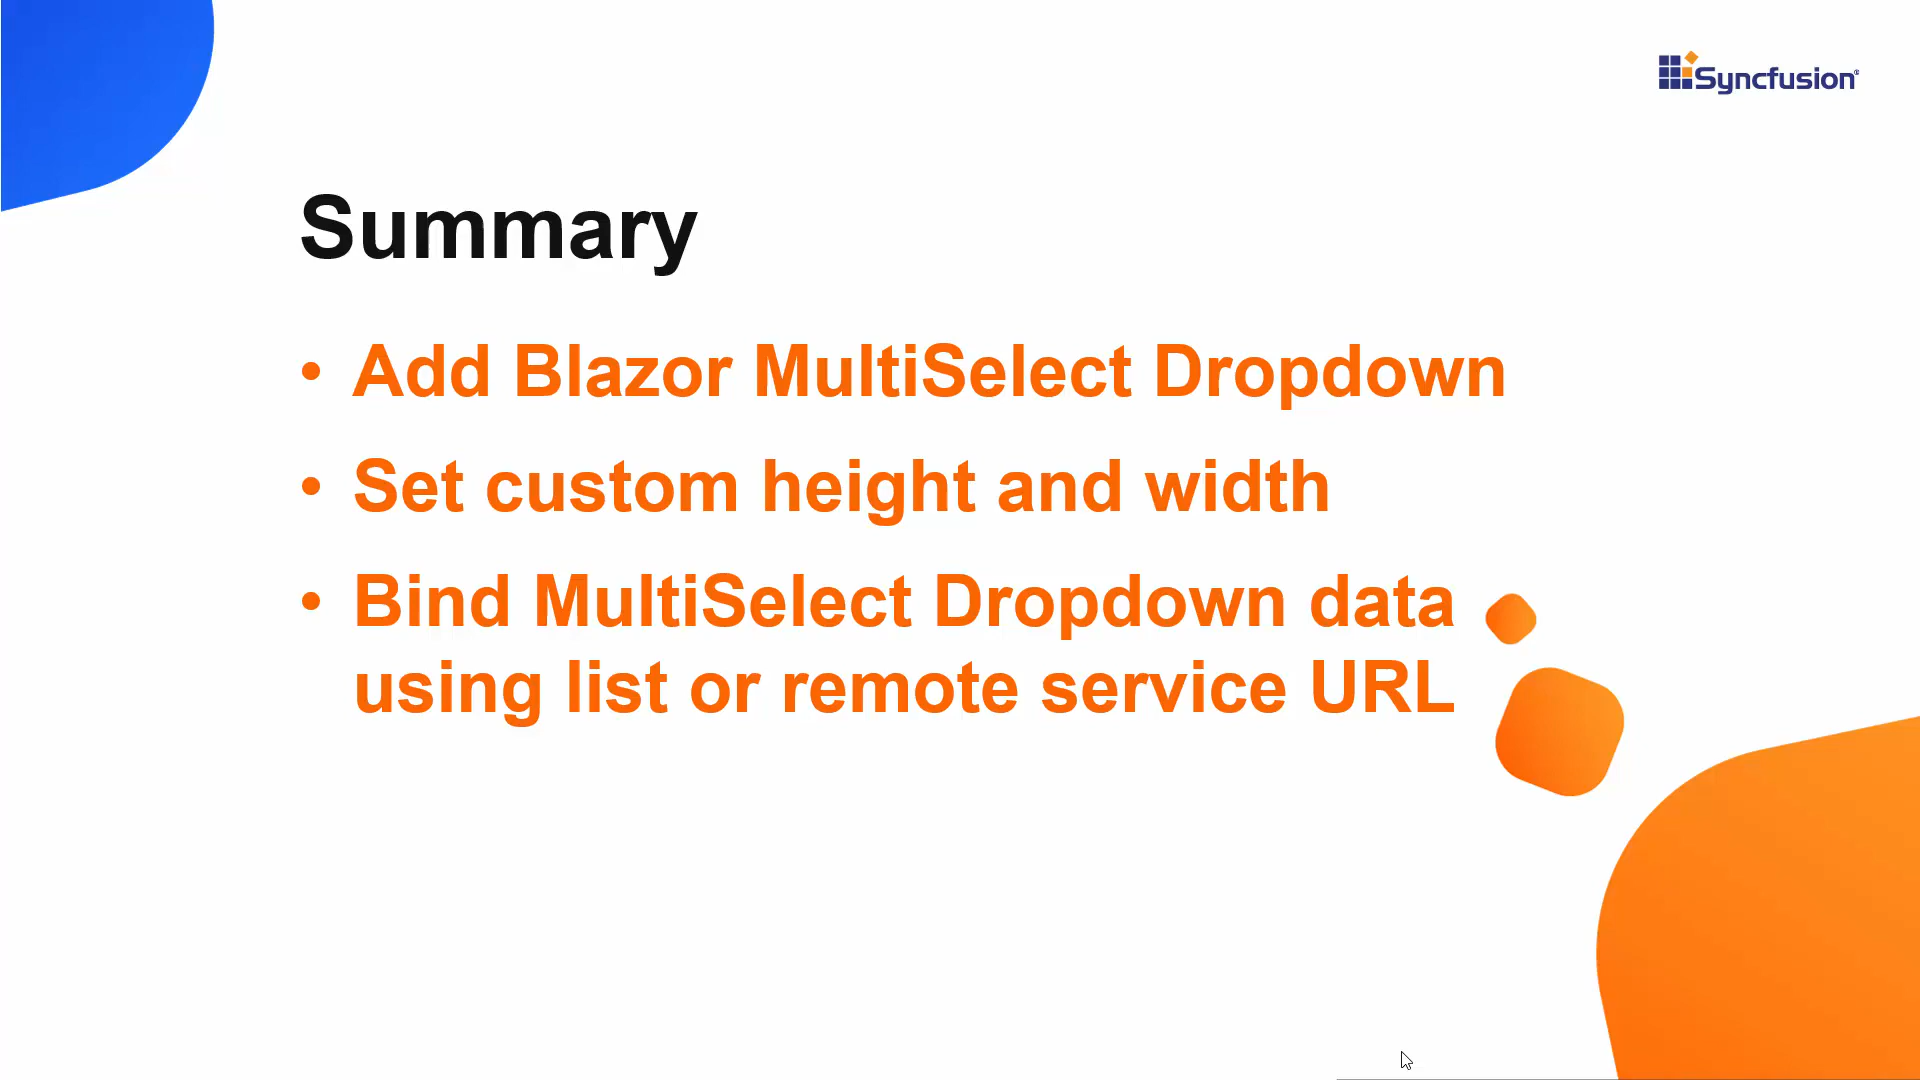 Syncfusion®
Summary
• Add Blazor MultiSelect Dropdown
• Set custom height and width
• Bind MultiSelect Dropdown data
using list or remote service URL